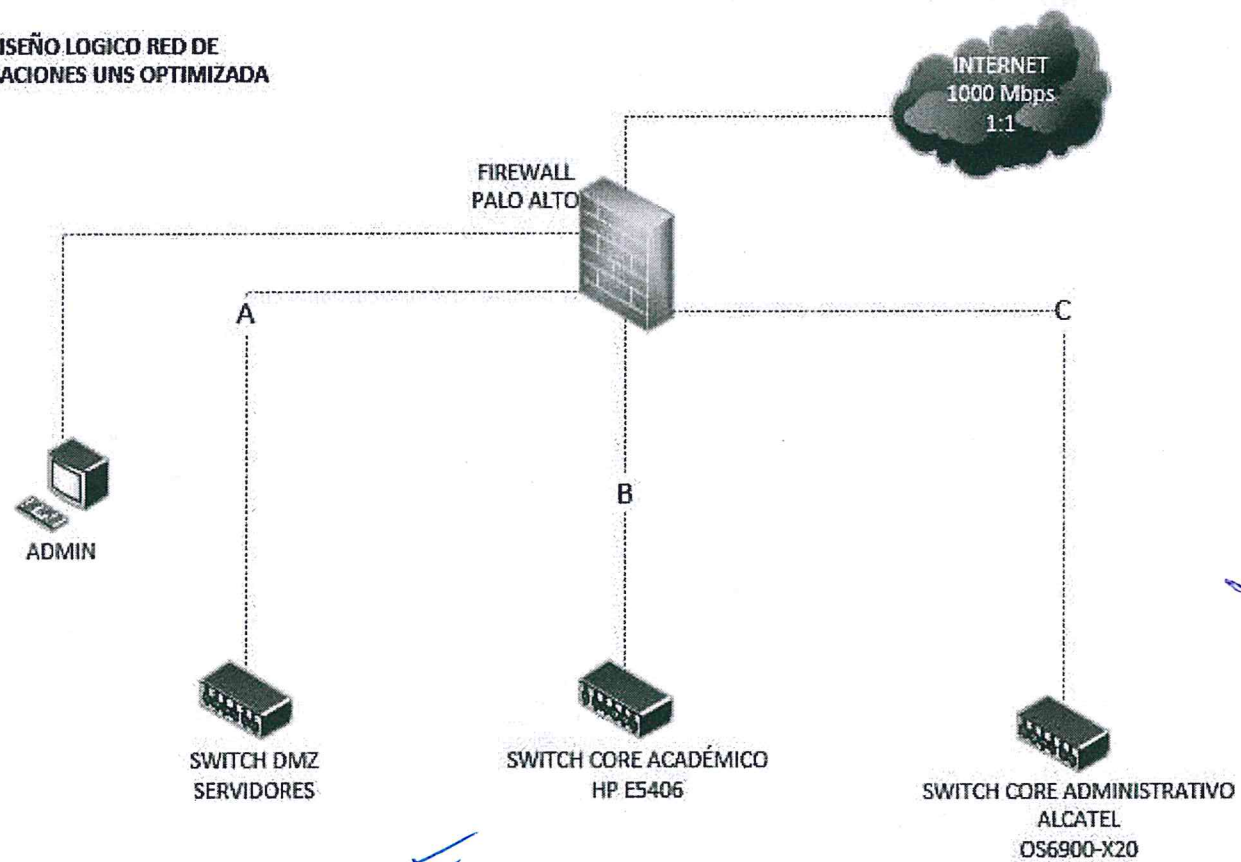 ISEÑO LOGICO RED DE
ACIONES UNS OPTIMIZADA
INTERNET
1000 Mbps
1:1
FIREWALL
PALO ALTO
A
C
B
ADMIN
SWITCH DMZ
SERVIDORES
SWITCH CORE ACADÉMICO
HP E5406
SWITCH CORE ADMINISTRATIVO
ALCATEL
OS6900-X20